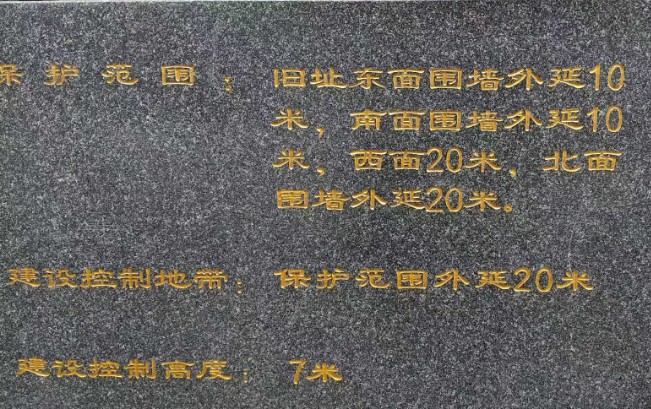 保护范围：旧址东面围墙外延10
米，南面围墙外延10
米，西面20米，北面
围墙外延20米。
建设控制地带：保护范围外延20米
建设控制高度：7米